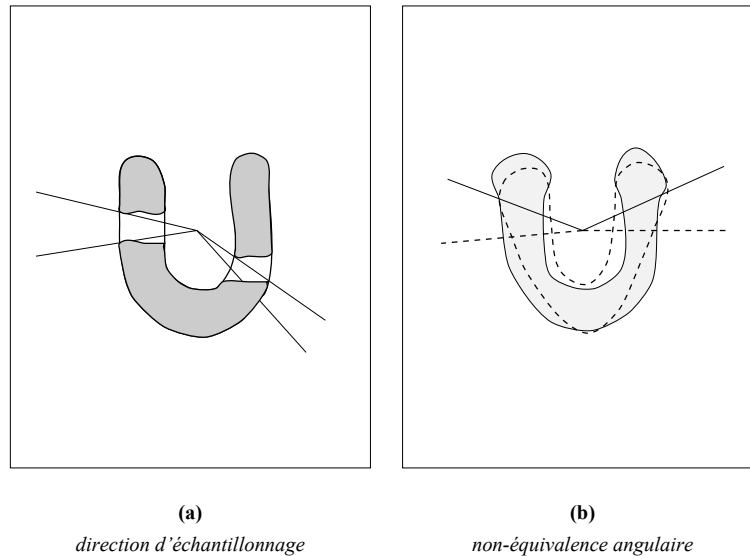 (a)
direction d'échantillonnage
(b)
non-équivalence angulaire